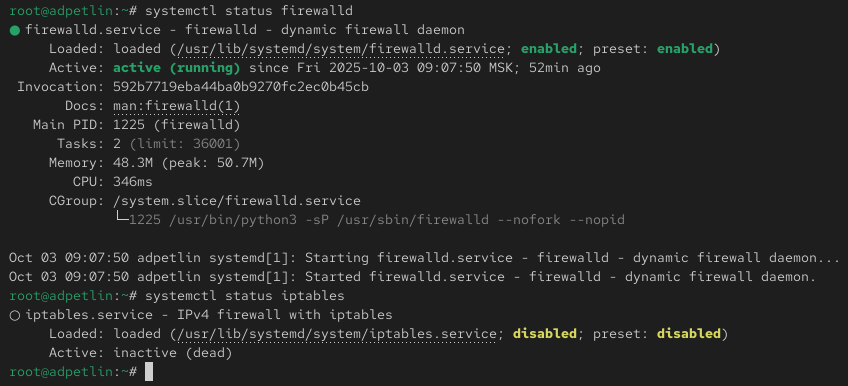 root@adpetlin:~# systemctl status firewalld
● firewalld.service - firewalld - dynamic firewall daemon
     Loaded: loaded (/usr/lib/systemd/system/firewalld.service; enabled; preset: enabled)
     Active: active (running) since Fri 2025-10-03 09:07:50 MSK; 52min ago
 Invocation: 592b7719eba44ba0b9270fc2ec0b45cb
       Docs: man:firewalld(1)
   Main PID: 1225 (firewalld)
      Tasks: 2 (limit: 36001)
     Memory: 48.3M (peak: 50.7M)
        CPU: 346ms
     CGroup: /system.slice/firewalld.service
             └─1225 /usr/bin/python3 -sP /usr/sbin/firewalld --nofork --nopid

Oct 03 09:07:50 adpetlin systemd[1]: Starting firewalld.service - firewalld - dynamic firewall daemon...
Oct 03 09:07:50 adpetlin systemd[1]: Started firewalld.service - firewalld - dynamic firewall daemon.
root@adpetlin:~# systemctl status iptables
○ iptables.service - IPv4 firewall with iptables
     Loaded: loaded (/usr/lib/systemd/system/iptables.service; disabled; preset: disabled)
     Active: inactive (dead)
root@adpetlin:~#